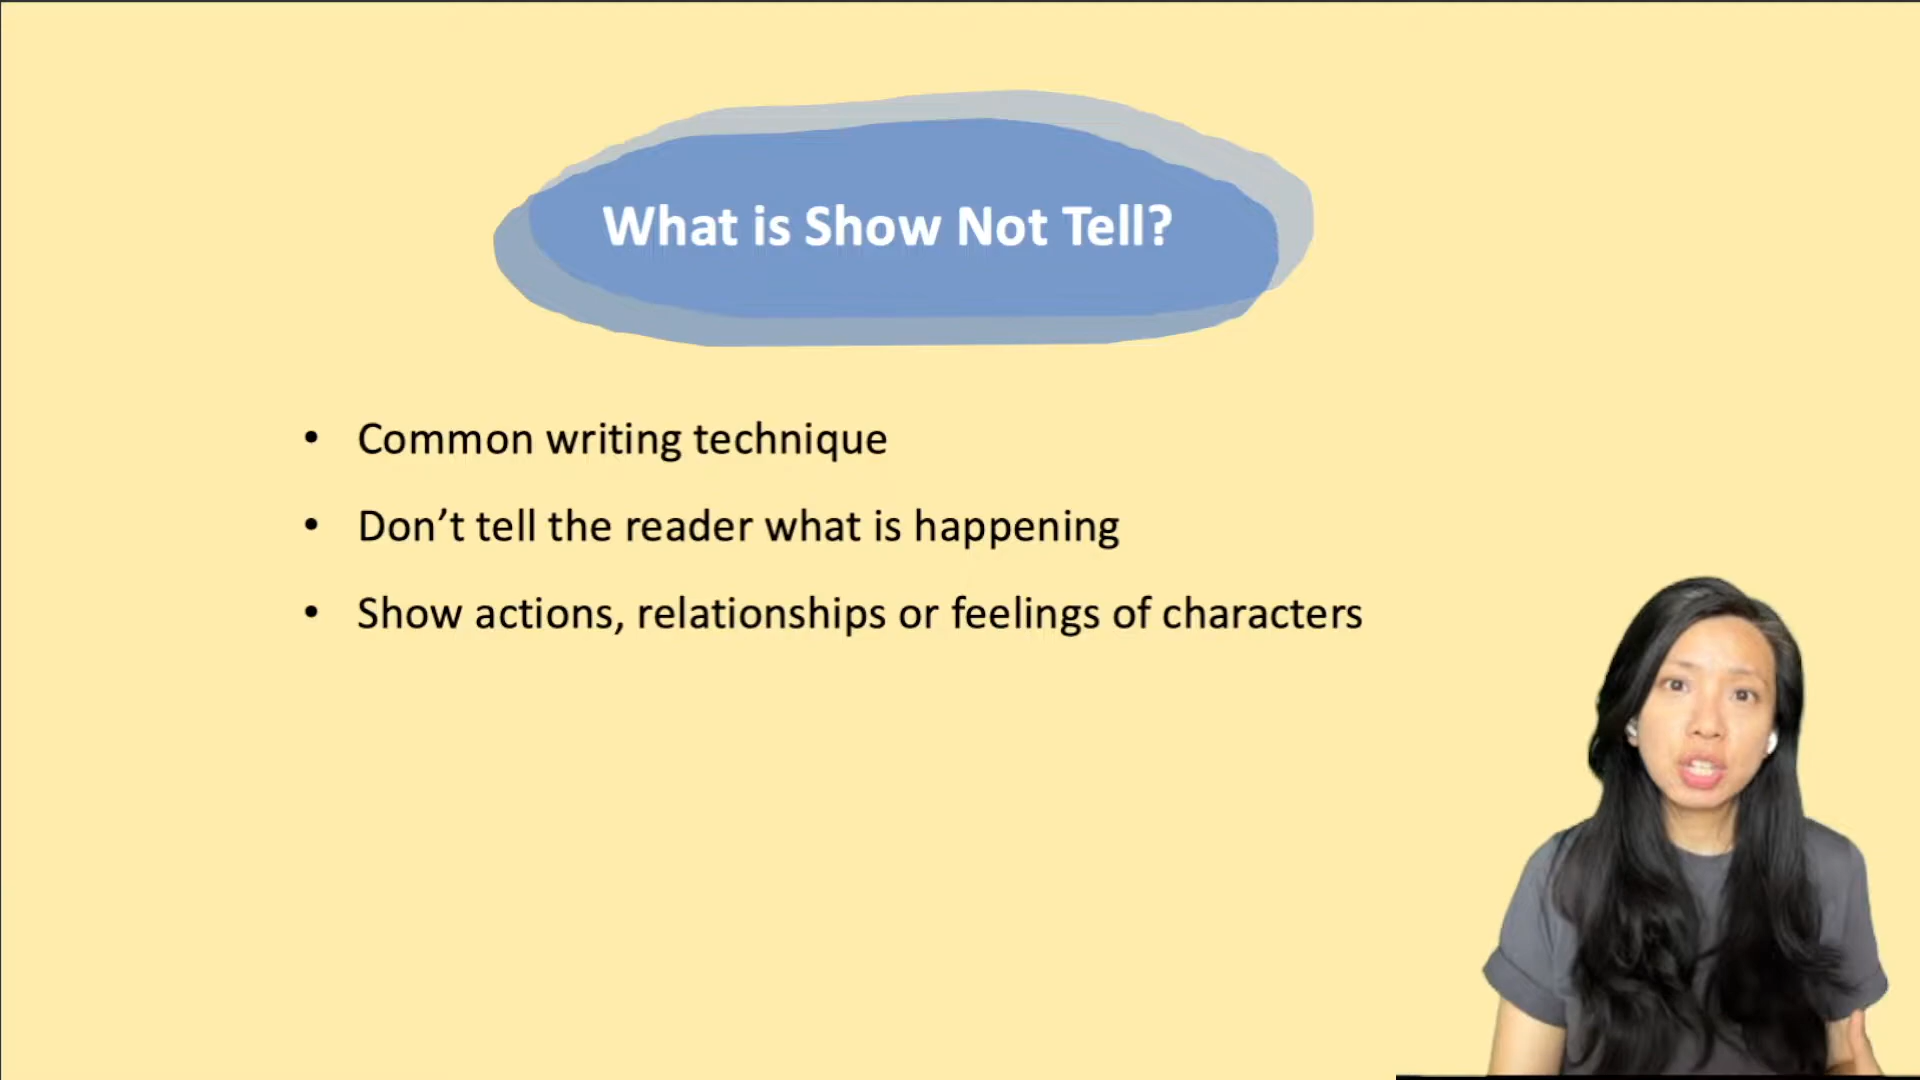 What is Show Not Tell?
• Common writing technique
• Don’t tell the reader what is happening
• Show actions, relationships or feelings of characters